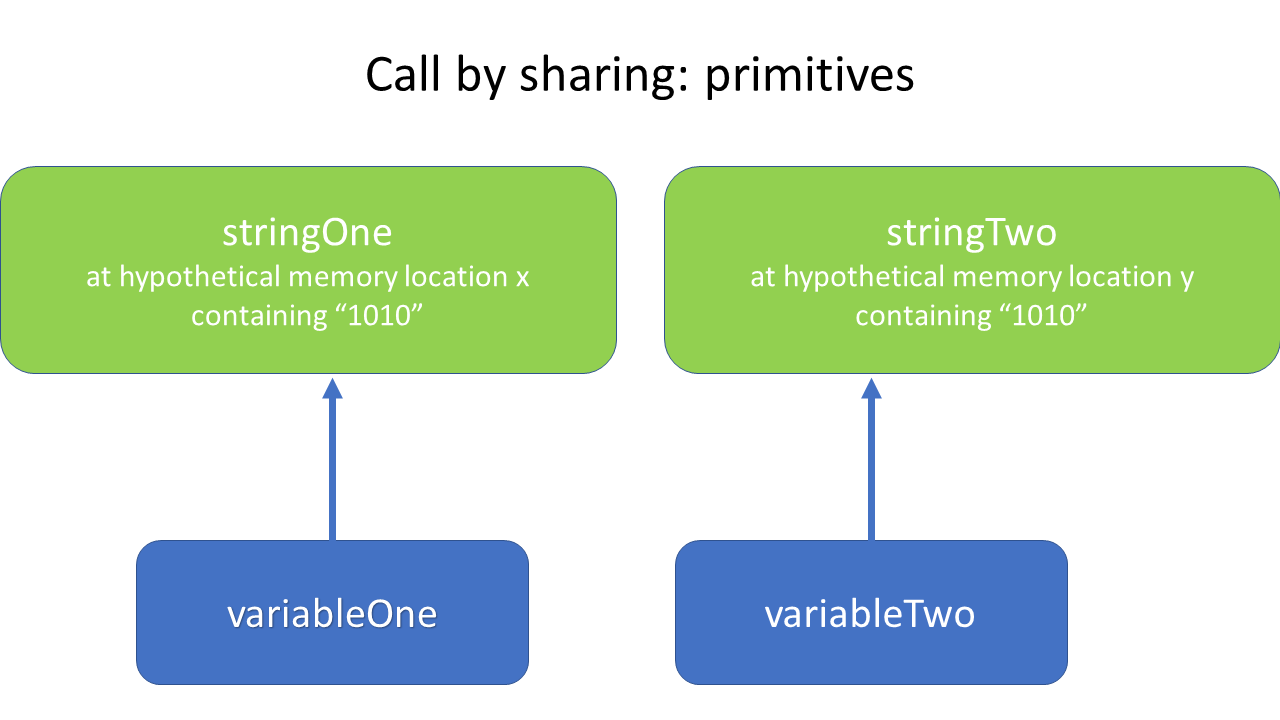 Call by sharing: primitives
stringOne
at hypothetical memory location x
containing “1010”
stringTwo
at hypothetical memory location y
containing “1010”
variableOne
variableTwo